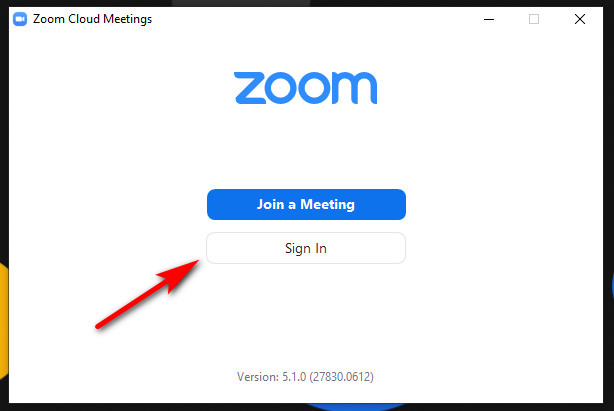 Zoom Cloud Meetings
zoom
Join a Meeting
Sign In
Version: 5.1.0 (27830.0612)